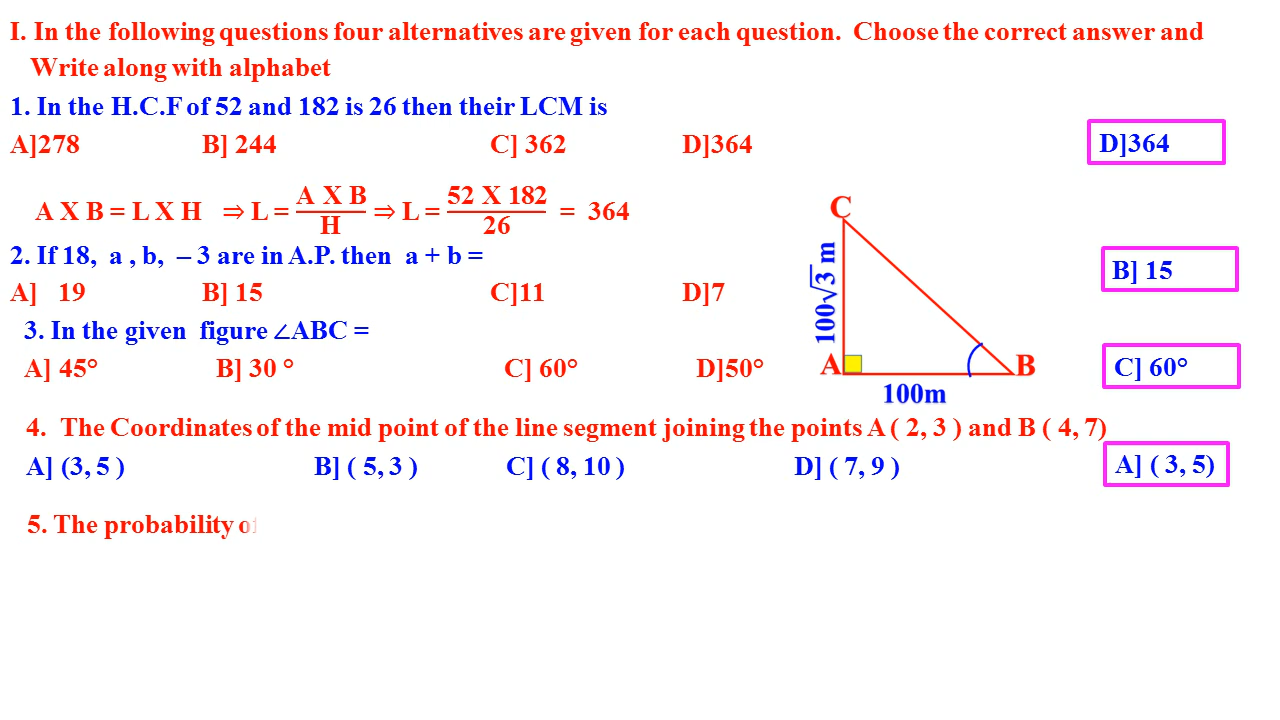 I. In the following questions four alternatives are given for each question. Choose the correct answer and
Write along with alphabet
1. In the H.C.F of 52 and 182 is 26 then their LCM is
A]278 B] 244 C] 362 D]364 D]364
A X B = L X H ⇒ L = A X B / H ⇒ L = 52 X 182 / 26 = 364
2. If 18, a , b, – 3 are in A.P. then a + b =
A] 19 B] 15 C]11 D]7 B] 15
3. In the given figure ∠ABC =
A] 45° B] 30 ° C] 60° D]50° C] 60°
C
100√3 m
A B
100m
4. The Coordinates of the mid point of the line segment joining the points A ( 2, 3 ) and B ( 4, 7)
A] (3, 5 ) B] ( 5, 3 ) C] ( 8, 10 ) D] ( 7, 9 ) A] ( 3, 5)
5. The probability